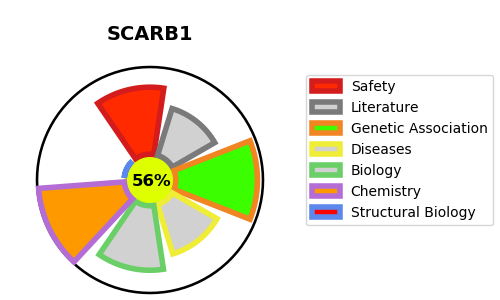 SCARB1
56%
Safety
Literature
Genetic Association
Diseases
Biology
Chemistry
Structural Biology